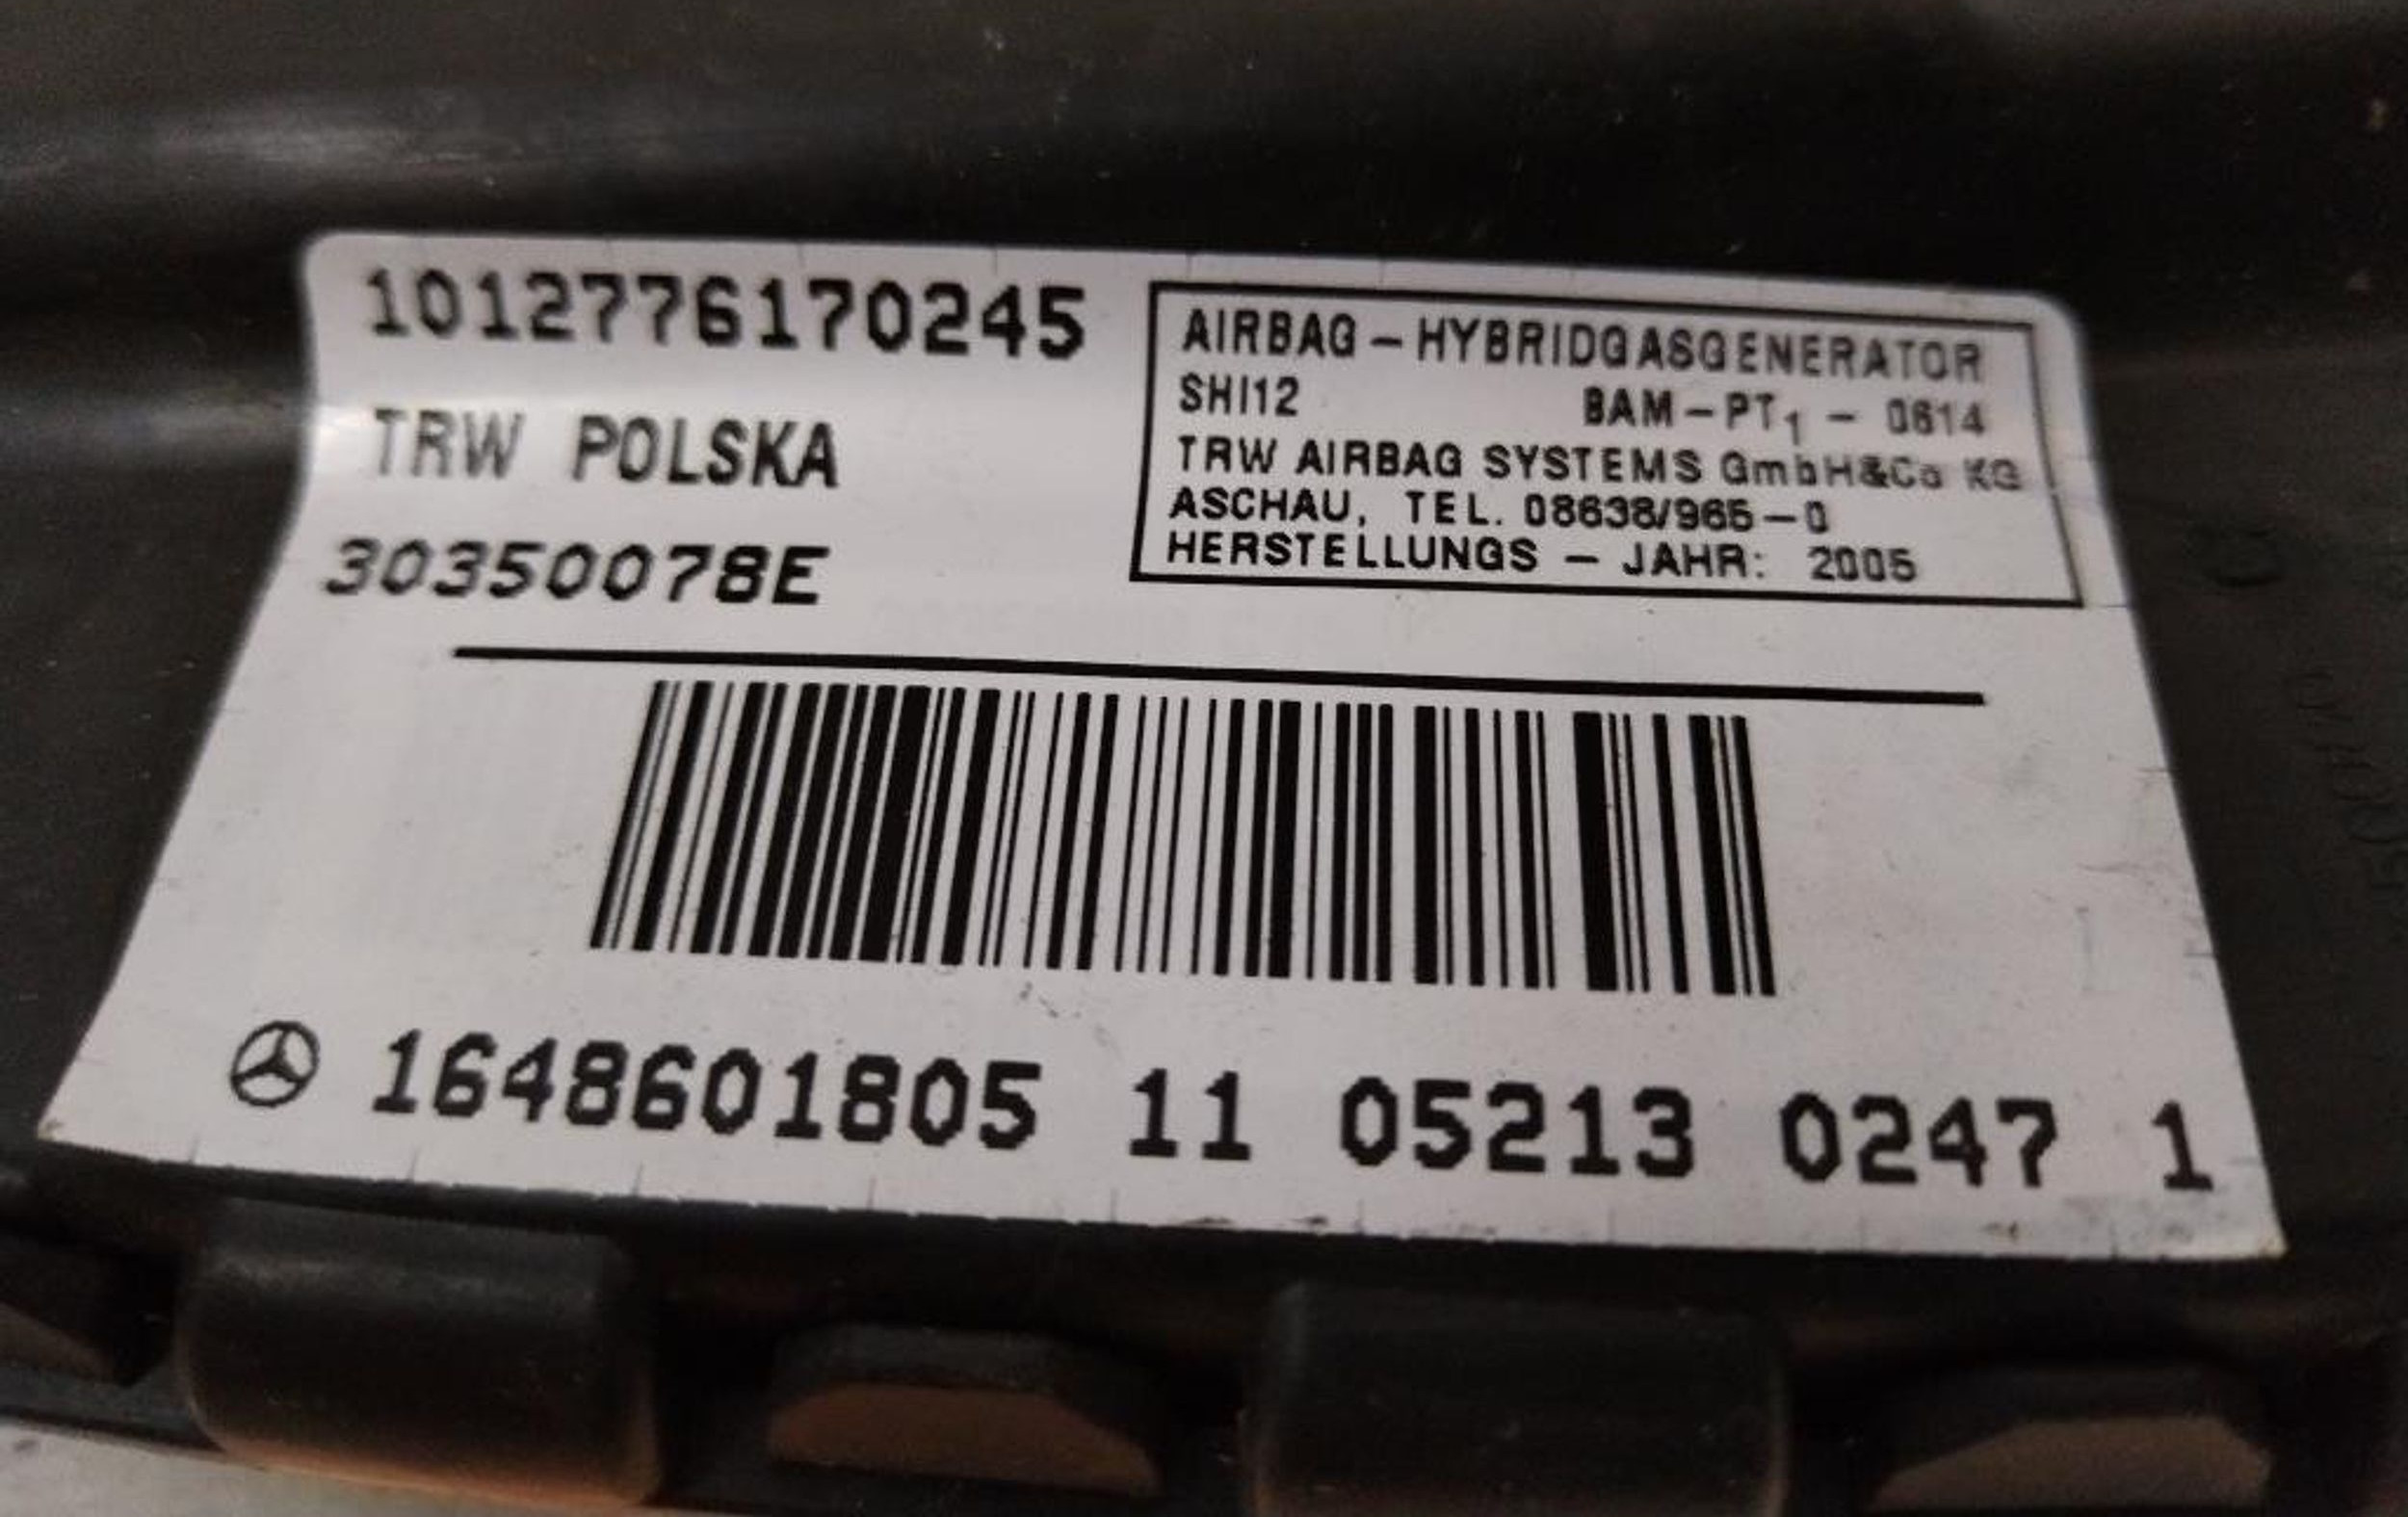 1012776170245
TRW POLSKA
30350078E
AIRBAG-HYBRIDGASGENERATOR
SHI12 BAM-PT1-0614
TRW AIRBAG SYSTEMS GmbH&Co KG
ASCHAU, TEL. 08638/965-0
HERSTELLUNGS - JAHR: 2005
1648601805 11 05213 0247 1